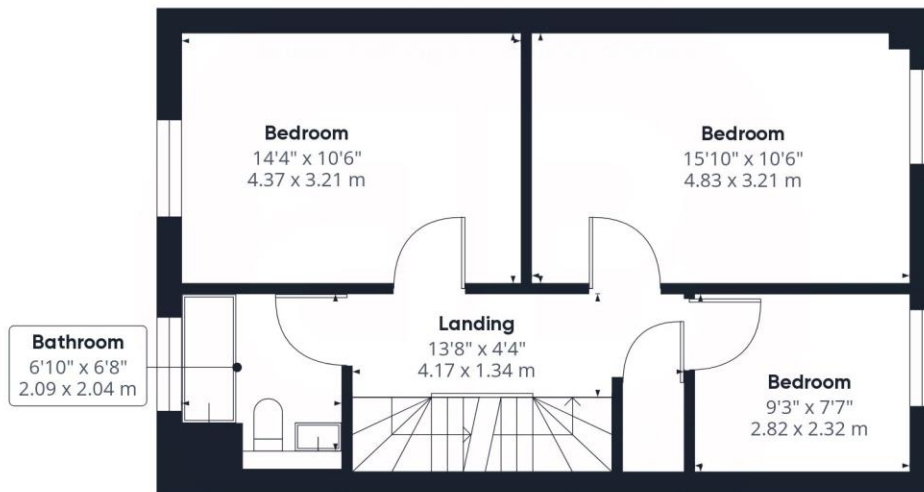 Bedroom
14'4" x 10'6"
4.37 x 3.21 m
Bedroom
15'10" x 10'6"
4.83 x 3.21 m
Bathroom
6'10" x 6'8"
2.09 x 2.04 m
Landing
13'8" x 4'4"
4.17 x 1.34 m
Bedroom
9'3" x 7'7"
2.82 x 2.32 m